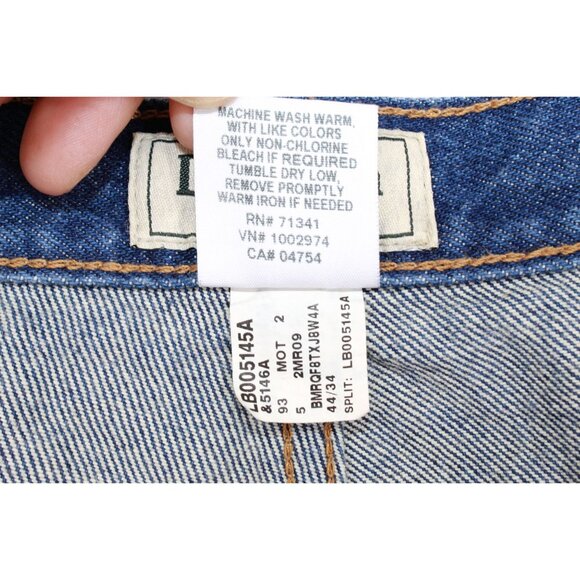 MACHINE WASH WARM,
WITH LIKE COLORS
ONLY NON-CHLORINE
BLEACH IF REQUIRED
TUMBLE DRY LOW,
REMOVE PROMPTLY
WARM IRON IF NEEDED
RN# 71341
VN# 1002974
CA# 04754
LB005145A
&5146A
93 MOT 2
5 2MR09
BMRQF8TXJ8W4A
44/34
SPLIT: LB005145A